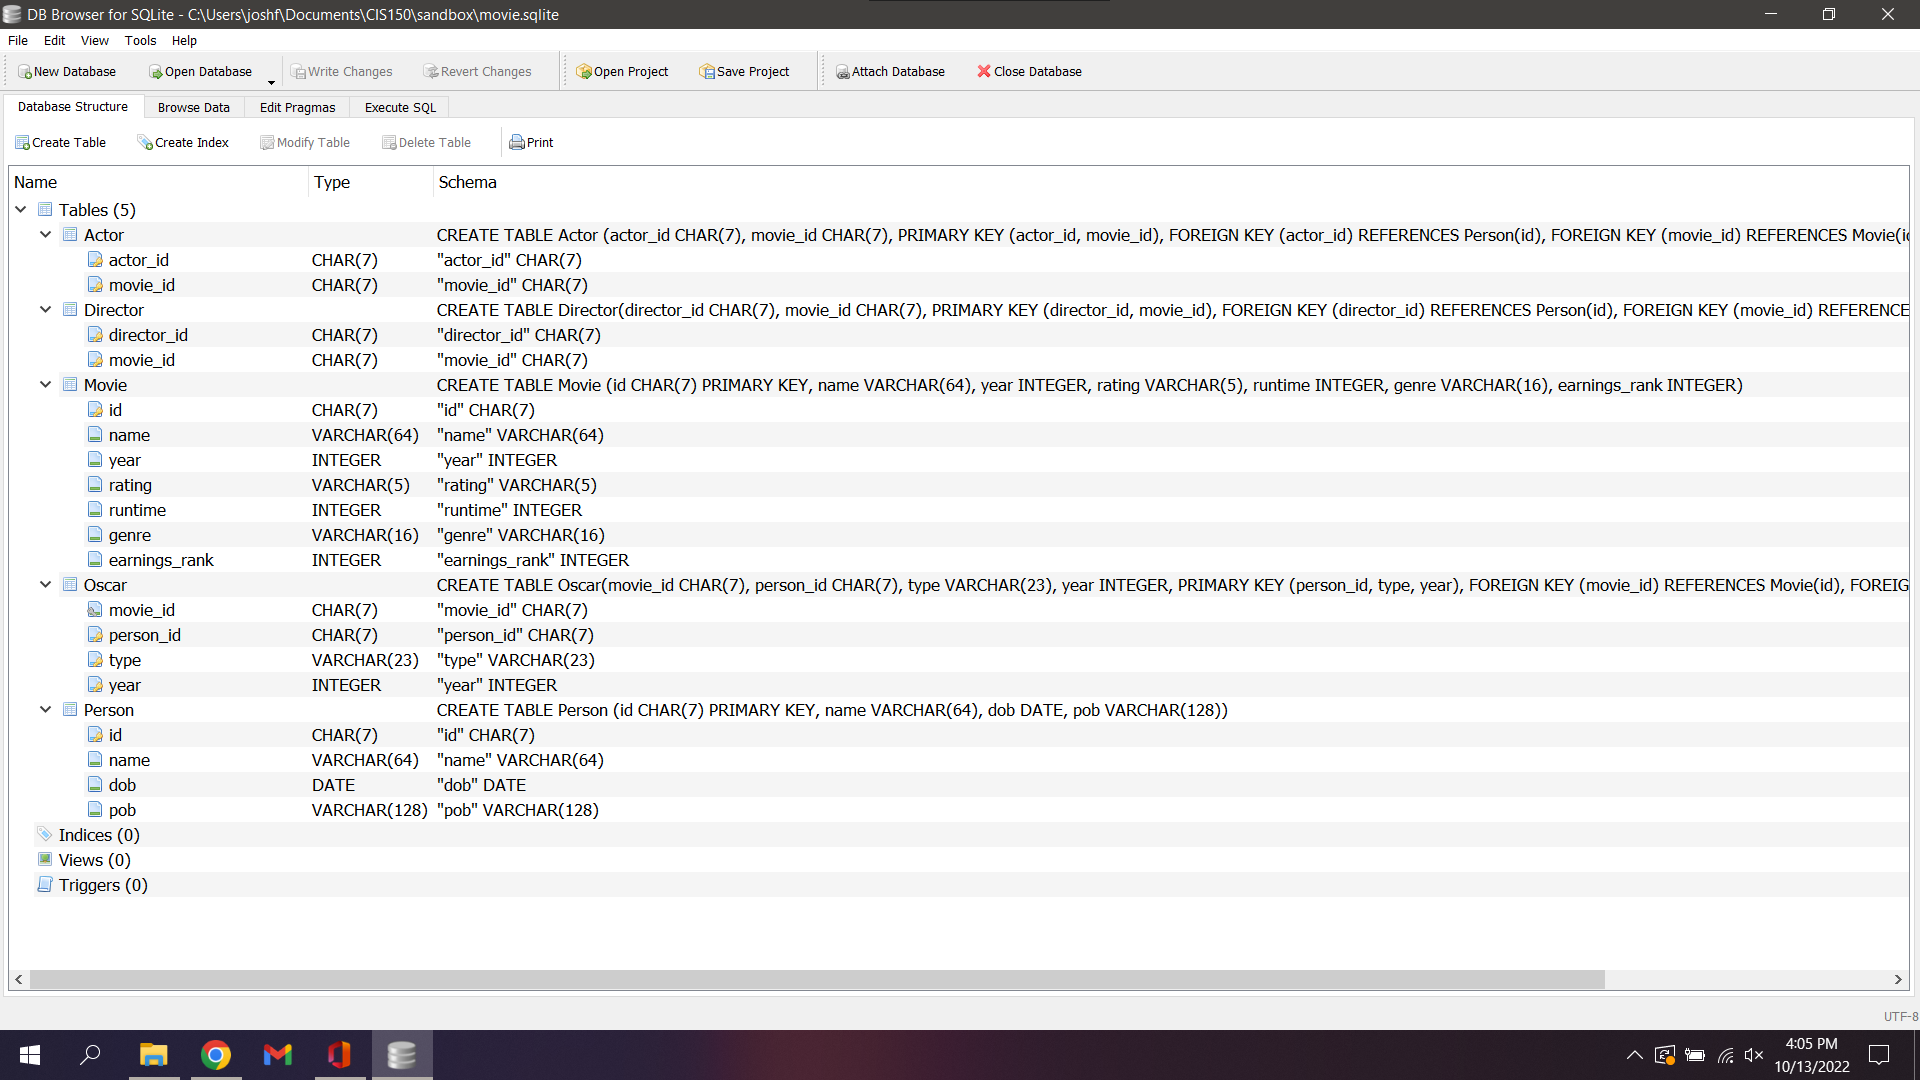 DB Browser for SQLite - C:\Users\joshf\Documents\CIS150\sandbox\movie.sqlite
File Edit View Tools Help
New Database Open Database Write Changes Revert Changes Open Project Save Project Attach Database Close Database
Database Structure Browse Data Edit Pragmas Execute SQL
Create Table Create Index Modify Table Delete Table Print
Name Type Schema
Tables (5)
Actor CREATE TABLE Actor (actor_id CHAR(7), movie_id CHAR(7), PRIMARY KEY (actor_id, movie_id), FOREIGN KEY (actor_id) REFERENCES Person(id), FOREIGN KEY (movie_id) REFERENCES Movie(id
actor_id CHAR(7) "actor_id" CHAR(7)
movie_id CHAR(7) "movie_id" CHAR(7)
Director CREATE TABLE Director(director_id CHAR(7), movie_id CHAR(7), PRIMARY KEY (director_id, movie_id), FOREIGN KEY (director_id) REFERENCES Person(id), FOREIGN KEY (movie_id) REFERENCE
director_id CHAR(7) "director_id" CHAR(7)
movie_id CHAR(7) "movie_id" CHAR(7)
Movie CREATE TABLE Movie (id CHAR(7) PRIMARY KEY, name VARCHAR(64), year INTEGER, rating VARCHAR(5), runtime INTEGER, genre VARCHAR(16), earnings_rank INTEGER)
id CHAR(7) "id" CHAR(7)
name VARCHAR(64) "name" VARCHAR(64)
year INTEGER "year" INTEGER
rating VARCHAR(5) "rating" VARCHAR(5)
runtime INTEGER "runtime" INTEGER
genre VARCHAR(16) "genre" VARCHAR(16)
earnings_rank INTEGER "earnings_rank" INTEGER
Oscar CREATE TABLE Oscar(movie_id CHAR(7), person_id CHAR(7), type VARCHAR(23), year INTEGER, PRIMARY KEY (person_id, type, year), FOREIGN KEY (movie_id) REFERENCES Movie(id), FOREIG
movie_id CHAR(7) "movie_id" CHAR(7)
person_id CHAR(7) "person_id" CHAR(7)
type VARCHAR(23) "type" VARCHAR(23)
year INTEGER "year" INTEGER
Person CREATE TABLE Person (id CHAR(7) PRIMARY KEY, name VARCHAR(64), dob DATE, pob VARCHAR(128))
id CHAR(7) "id" CHAR(7)
name VARCHAR(64) "name" VARCHAR(64)
dob DATE "dob" DATE
pob VARCHAR(128) "pob" VARCHAR(128)
Indices (0)
Views (0)
Triggers (0)
UTF-8
4:05 PM
10/13/2022